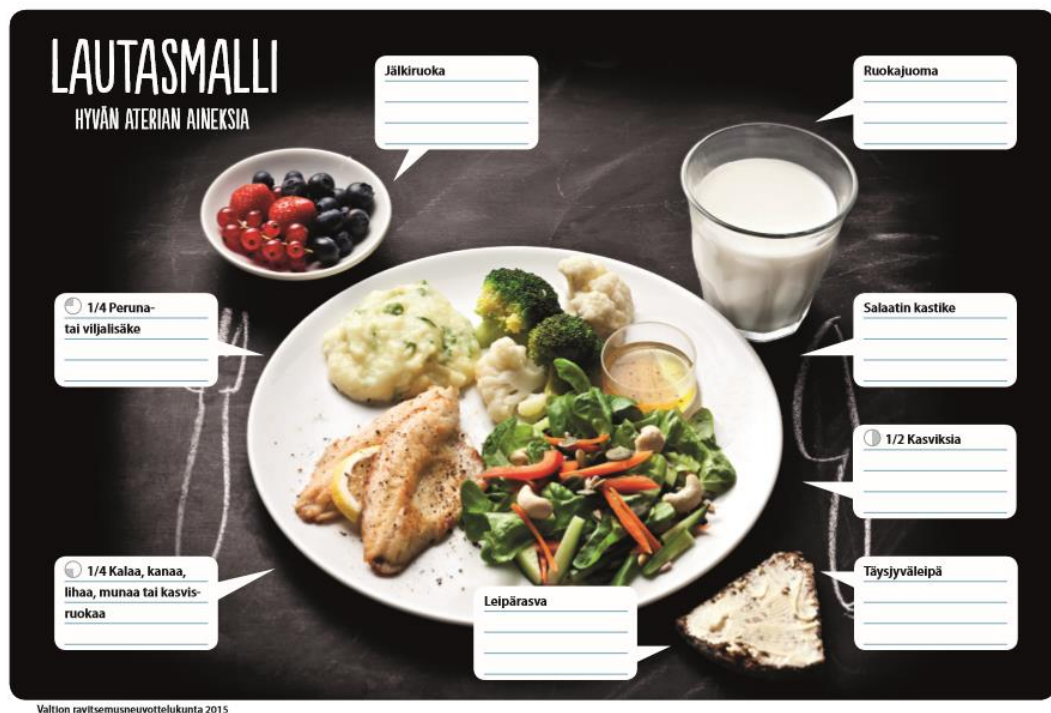 LAUTASMALLI
HYVÄN ATERIAN AINEKSIA
Jälkiruoka
Ruokajuoma
1/4 Peruna-
tai viljalisäke
Salaatin kastike
1/2 Kasviksia
1/4 Kalaa, kanaa,
lihaa, munaa tai kasvis-
ruokaa
Leipärasva
Täysjyväleipä
Valtion ravitsemusneuvottelukunta 2015